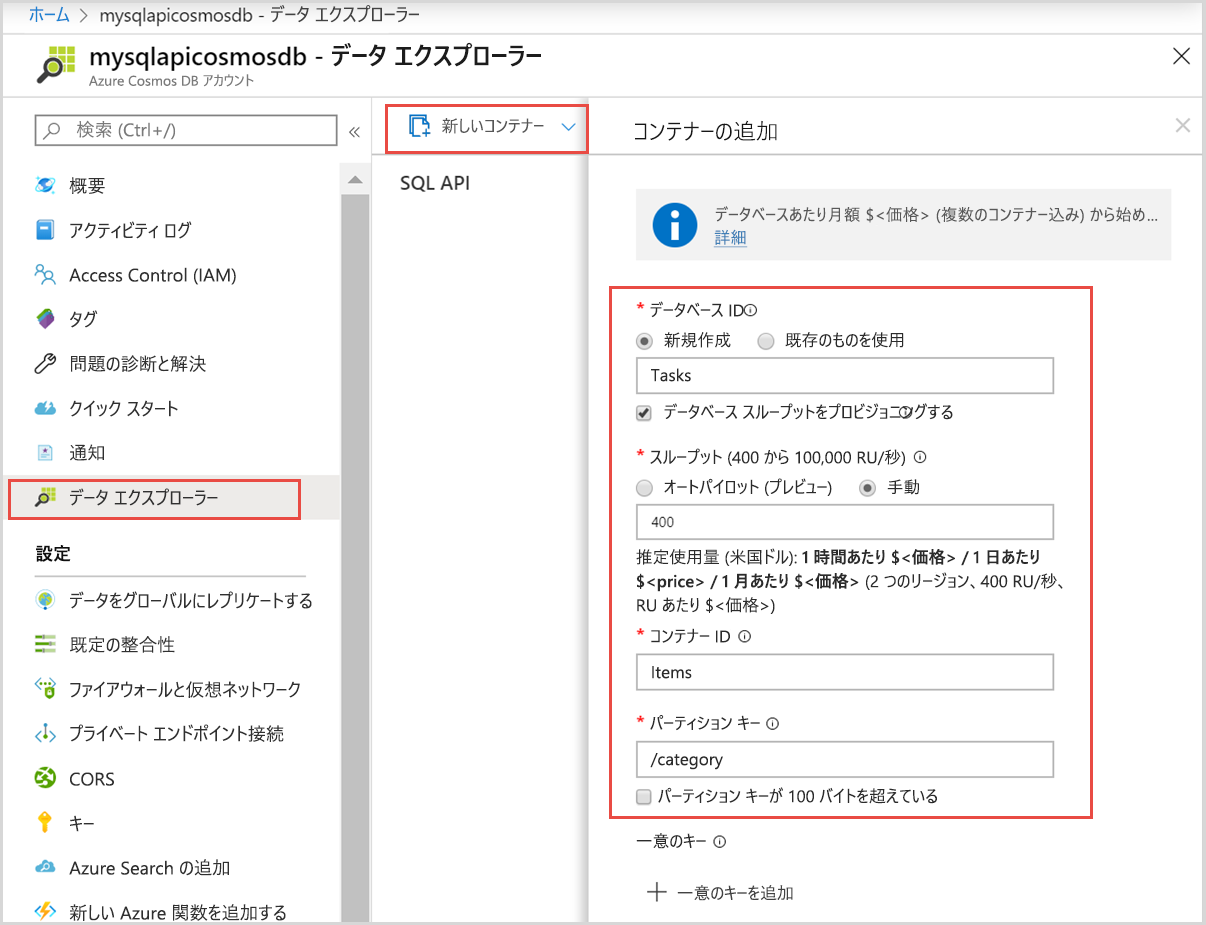 ホーム > mysqlapicosmosdb - データ エクスプローラー
mysqlapicosmosdb - データ エクスプローラー
Azure Cosmos DB アカウント
検索 (Ctrl+/)
«
概要
アクティビティ ログ
Access Control (IAM)
タグ
問題の診断と解決
クイック スタート
通知
データ エクスプローラー
設定
データをグローバルにレプリケートする
既定の整合性
ファイアウォールと仮想ネットワーク
プライベート エンドポイント接続
CORS
キー
Azure Search の追加
新しい Azure 関数を追加する
新しいコンテナー
SQL API
コンテナーの追加
データベースあたり月額 $<価格> (複数のコンテナー込み) から始め...
詳細
* データベース ID
新規作成 既存のものを使用
Tasks
データベース スループットをプロビジョニングする
* スループット (400 から 100,000 RU/秒)
オートパイロット (プレビュー) 手動
400
推定使用量 (米国ドル): 1 時間あたり $<価格> / 1 日あたり
$<price> / 1 月あたり $<価格> (2 つのリージョン、400 RU/秒、
RU あたり $<価格>)
* コンテナー ID
Items
* パーティション キー
/category
パーティション キーが 100 バイトを超えている
一意のキー
+ 一意のキーを追加